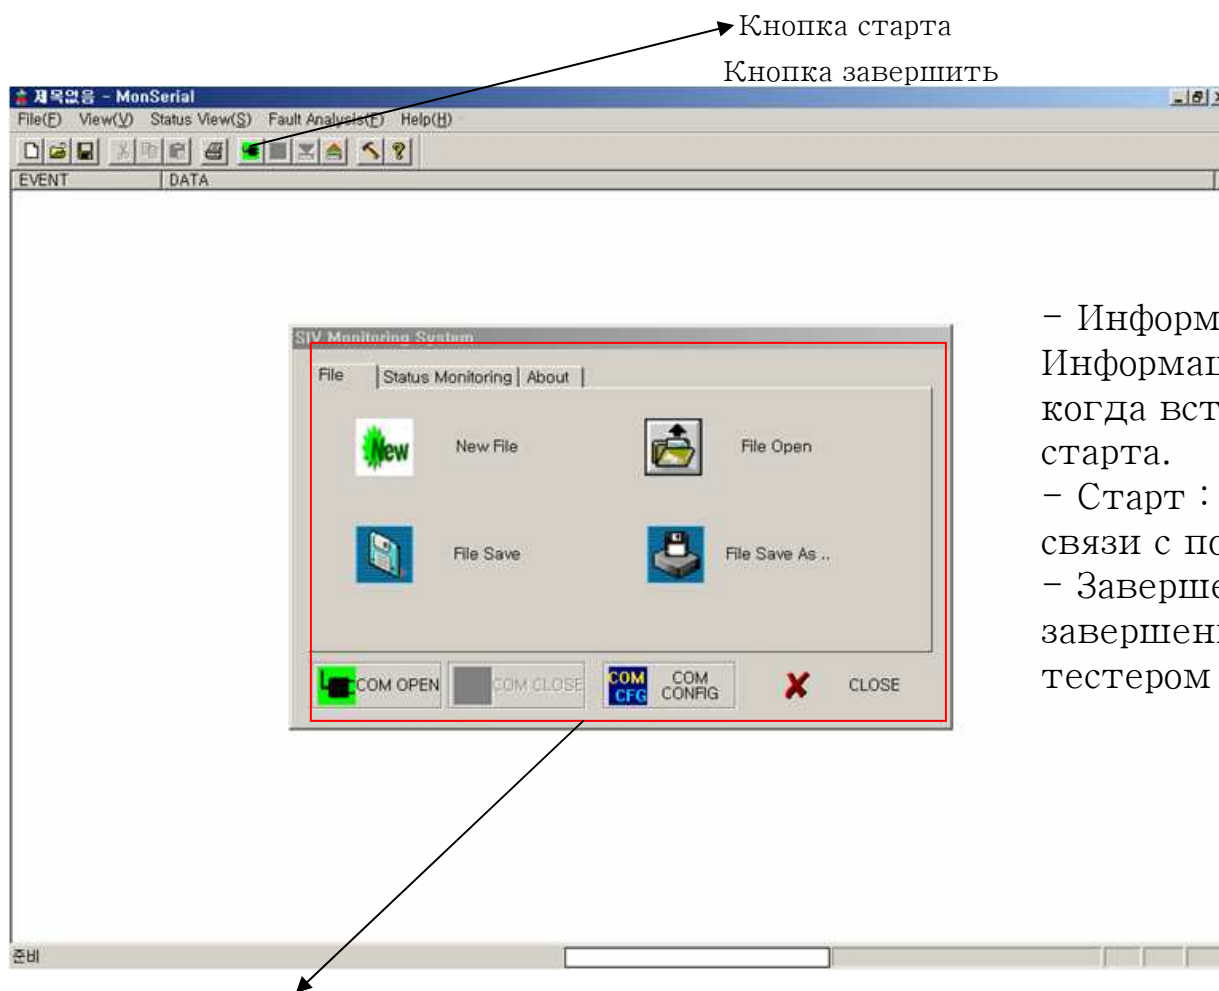 Кнопка старта
Кнопка завершить
제목없음 - MonSerial
File(F) View(V) Status View(S) Fault Analysis(F) Help(H)
EVENT DATA
SIV Monitoring System
File Status Monitoring About
New
New File
File Open
File Save
File Save As ..
COM OPEN
COM CLOSE
COM CFG
COM CONFIG
CLOSE
- Информ
Информац
когда вст
старта.
- Старт :
связи с по
- Заверше
завершен
тестером
준비